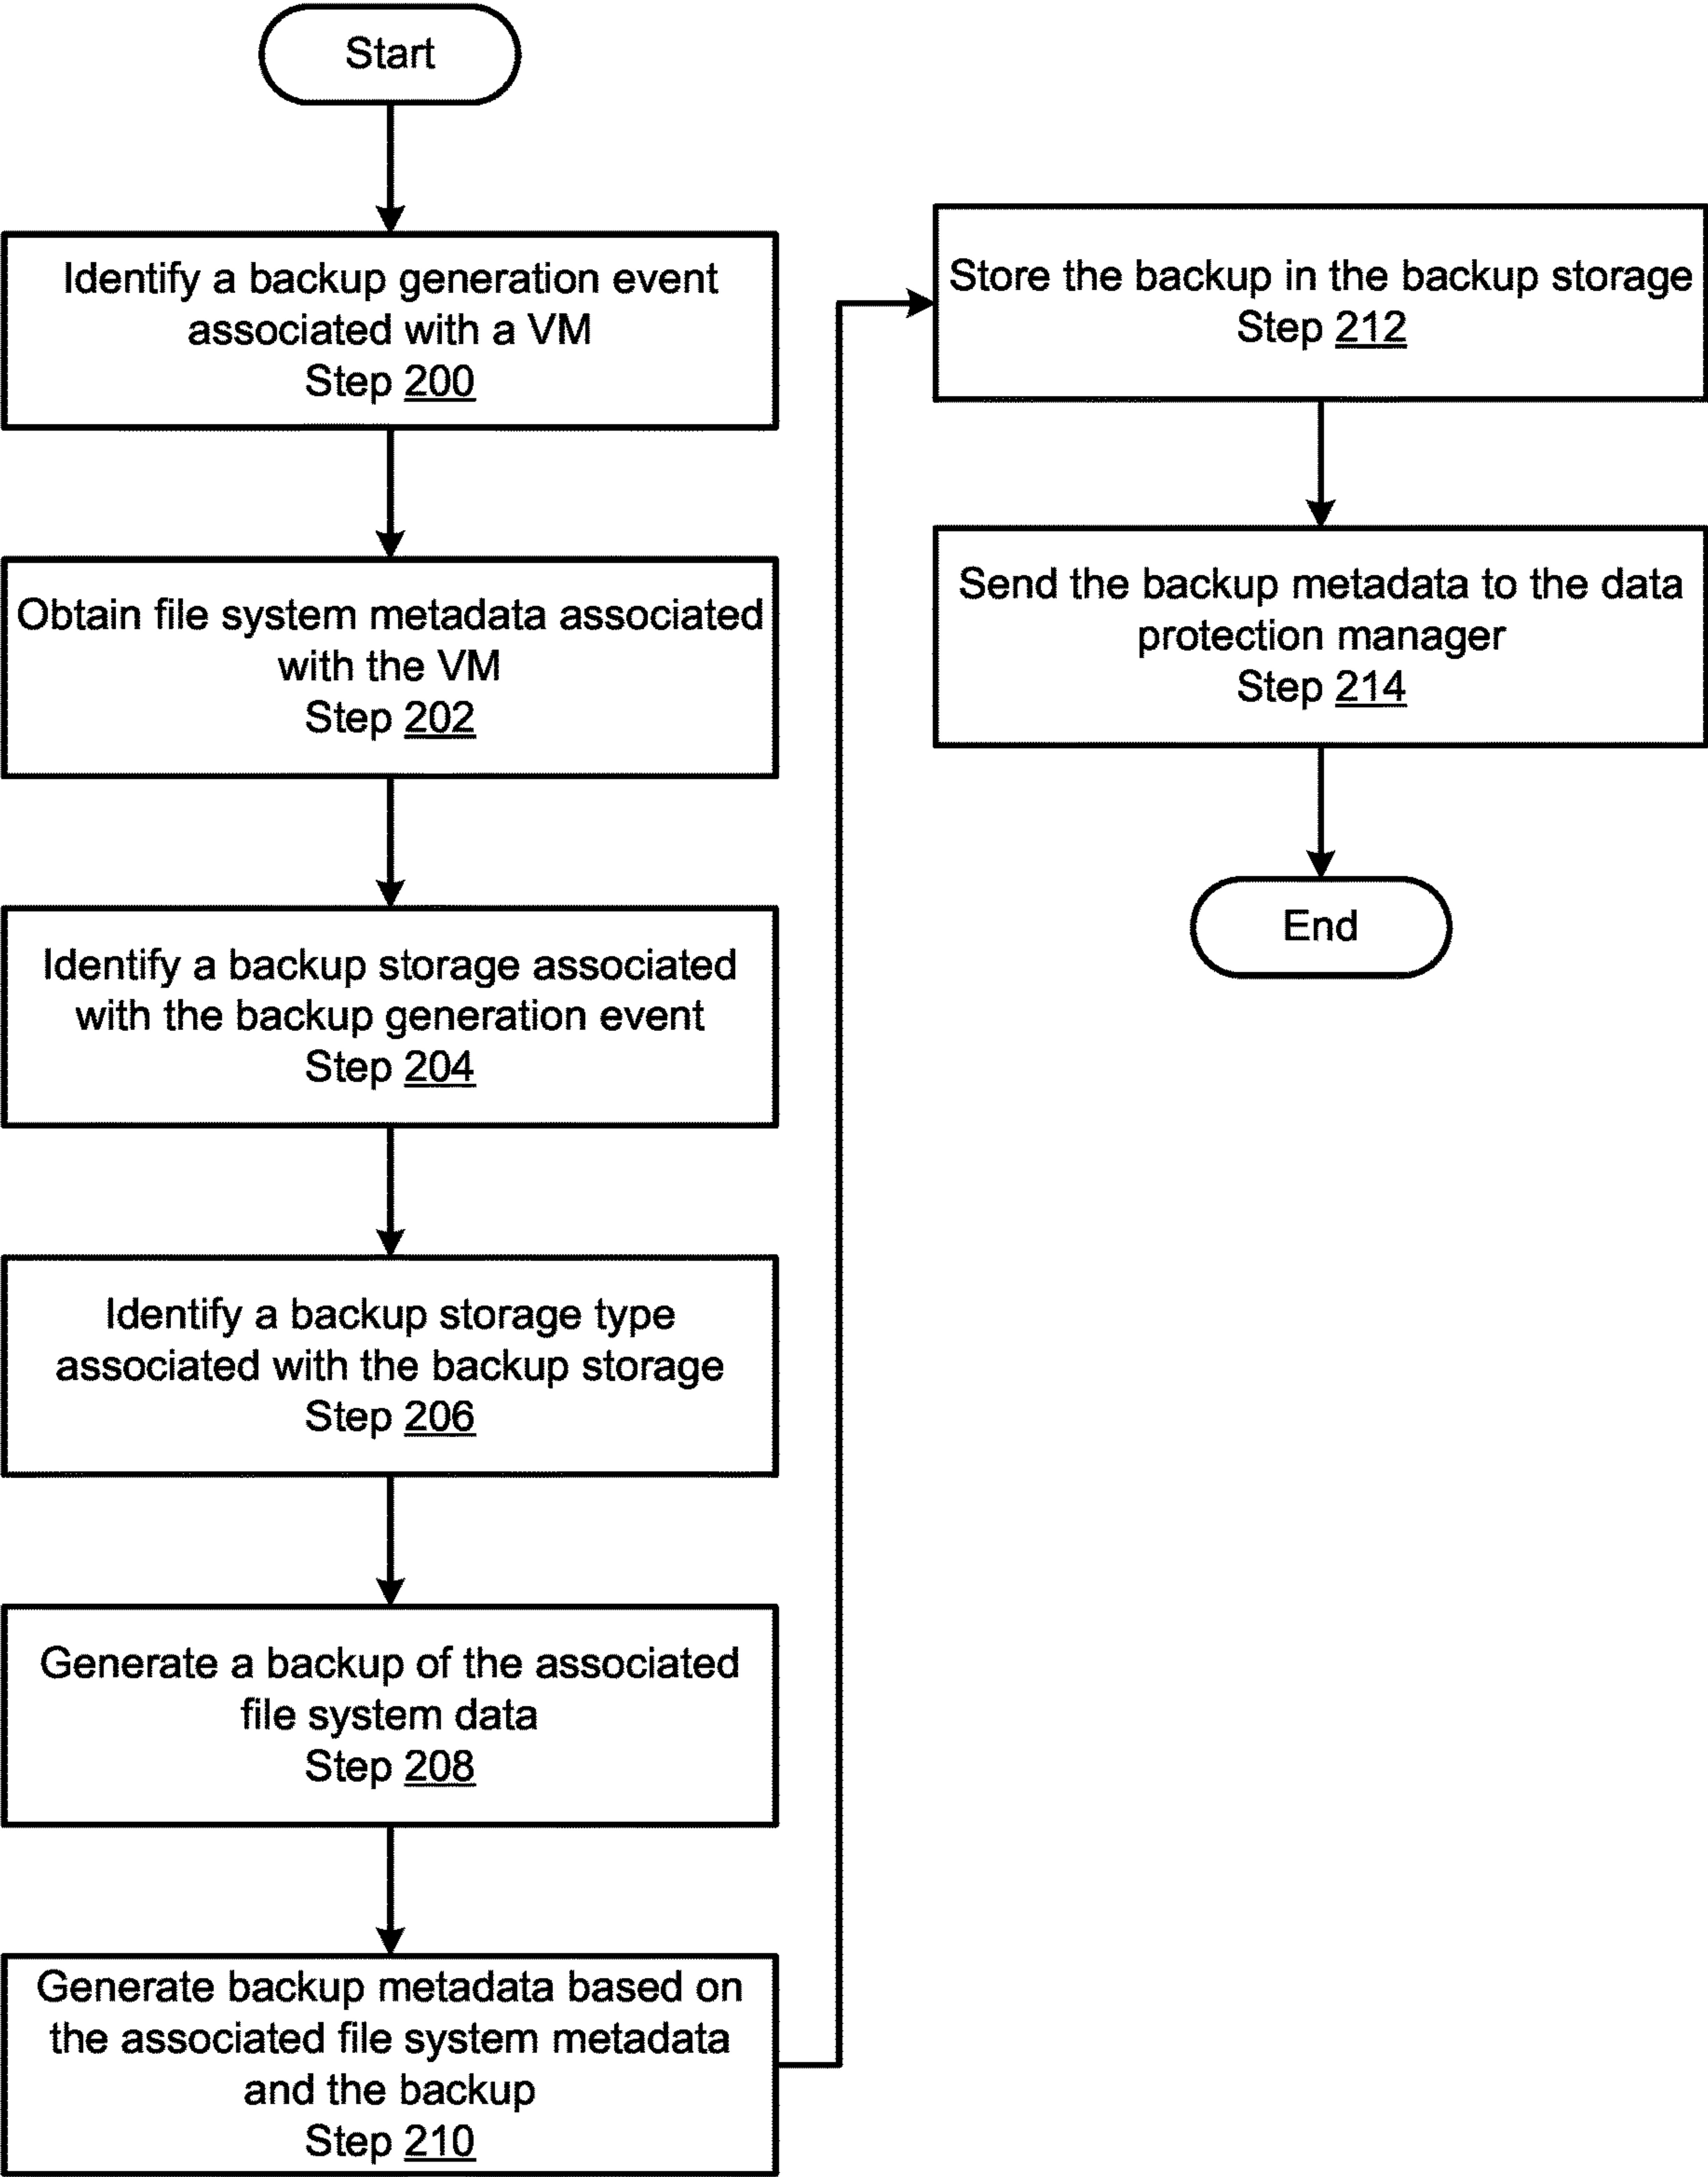 Start
Identify a backup generation event
associated with a VM
Step 200
Obtain file system metadata associated
with the VM
Step 202
Identify a backup storage associated
with the backup generation event
Step 204
Identify a backup storage type
associated with the backup storage
Step 206
Generate a backup of the associated
file system data
Step 208
Generate backup metadata based on
the associated file system metadata
and the backup
Step 210
Store the backup in the backup storage
Step 212
Send the backup metadata to the data
protection manager
Step 214
End